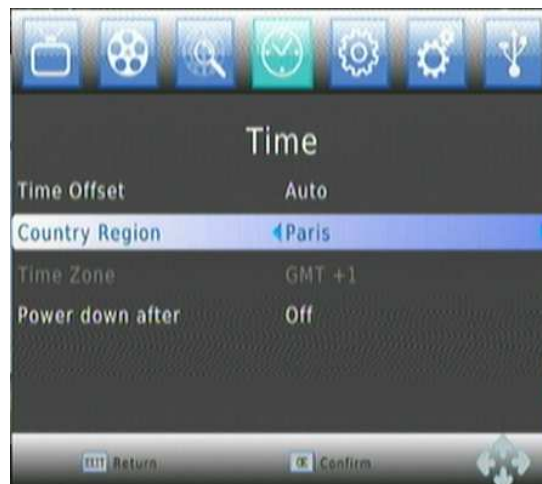 Time
Time Offset Auto
Country Region Paris
Time Zone GMT +1
Power down after Off
EXIT Return OK Confirm